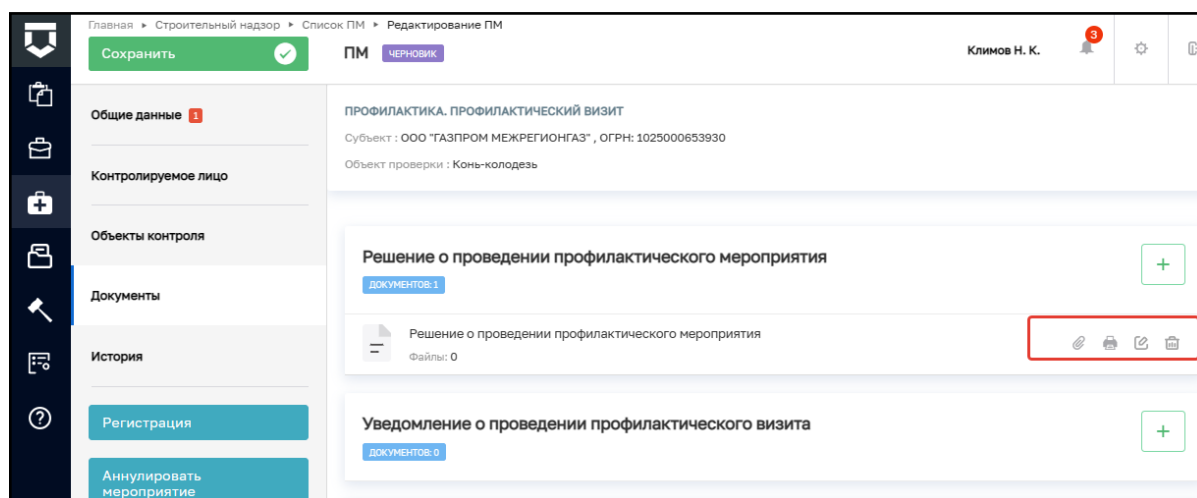 Главная ▸ Строительный надзор ▸ Список ПМ ▸ Редактирование ПМ
Сохранить
ПМ ЧЕРНОВИК
Климов Н. К.
3
Общие данные 1
Контролируемое лицо
Объекты контроля
Документы
История
Регистрация
Аннулировать
мероприятие
ПРОФИЛАКТИКА. ПРОФИЛАКТИЧЕСКИЙ ВИЗИТ
Субъект : ООО "ГАЗПРОМ МЕЖРЕГИОНГАЗ" , ОГРН: 1025000653930
Объект проверки : Конь-колодезь
Решение о проведении профилактического мероприятия
ДОКУМЕНТОВ: 1
Решение о проведении профилактического мероприятия
Файлы: 0
Уведомление о проведении профилактического визита
ДОКУМЕНТОВ: 0